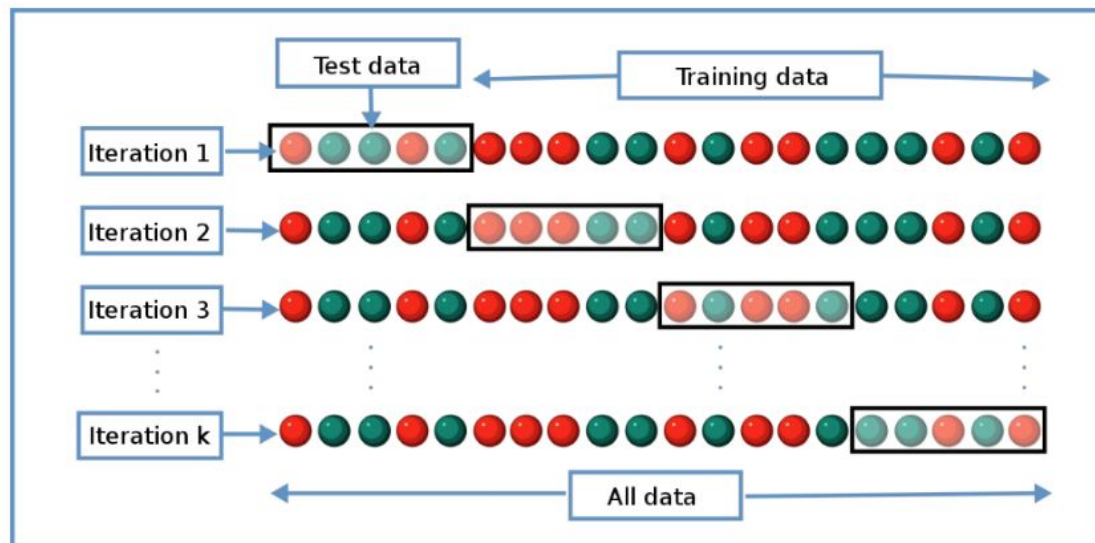 Test data
Training data
Iteration 1
Iteration 2
Iteration 3
Iteration k
All data